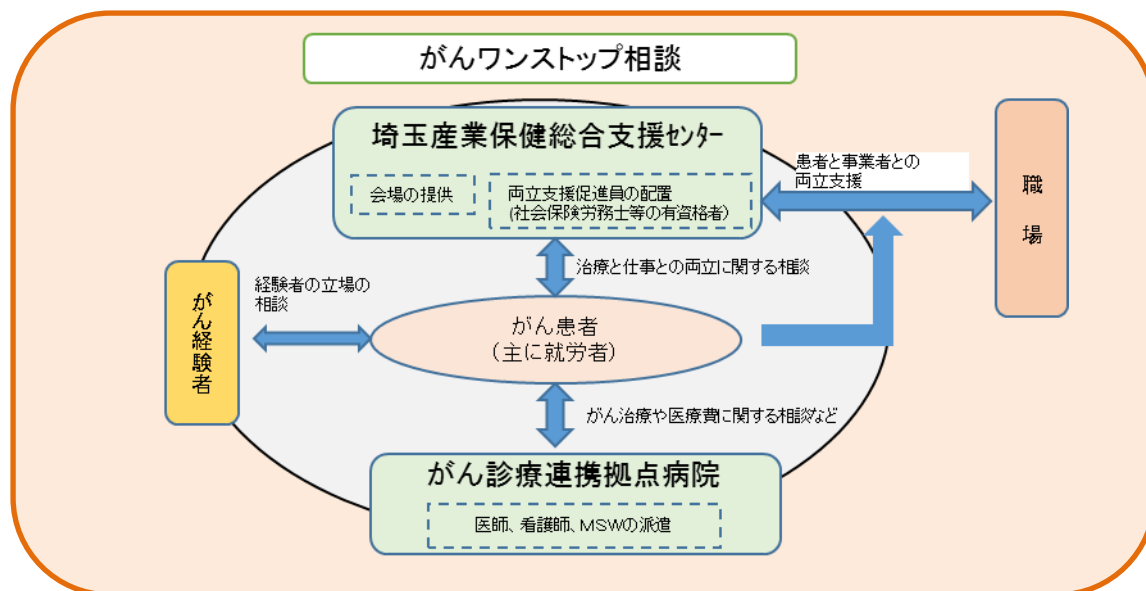 がんワンストップ相談
埼玉産業保健総合支援ｾﾝﾀｰ
会場の提供
両立支援促進員の配置
(社会保険労務士等の有資格者)
患者と事業者との
両立支援
職場
治療と仕事との両立に関する相談
がん経験者
経験者の立場の
相談
がん患者
（主に就労者）
がん治療や医療費に関する相談など
がん診療連携拠点病院
医師、看護師、MSWの派遣